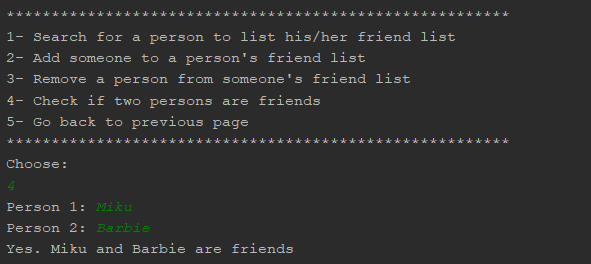 ********************************************************
1- Search for a person to list his/her friend list
2- Add someone to a person's friend list
3- Remove a person from someone's friend list
4- Check if two persons are friends
5- Go back to previous page
********************************************************
Choose:
4
Person 1: Miku
Person 2: Barbie
Yes. Miku and Barbie are friends